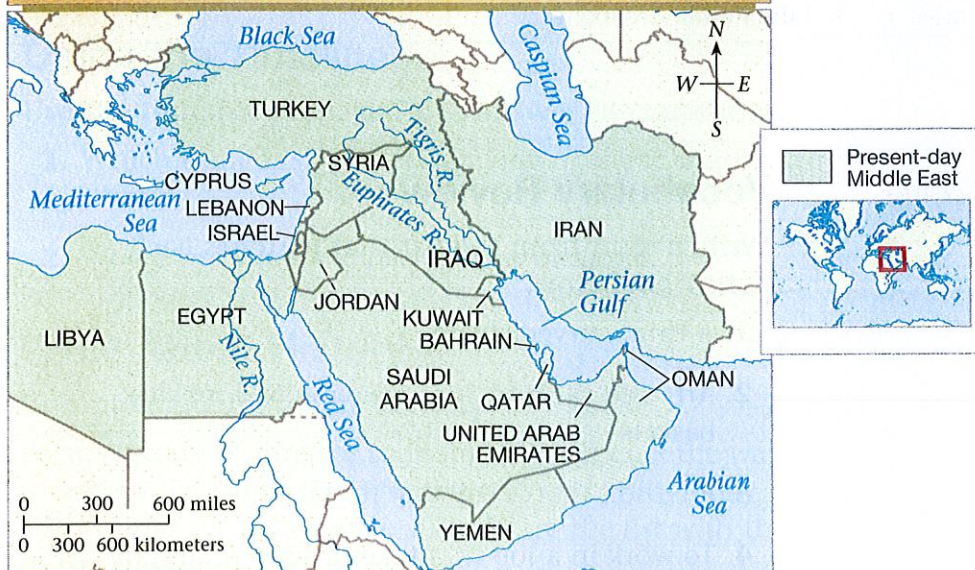 Black Sea
Caspian Sea
N
W
E
S
TURKEY
Tigris R.
SYRIA
CYPRUS
Mediterranean
Sea
LEBANON
Euphrates R.
ISRAEL
IRAN
IRAQ
JORDAN
Persian
Gulf
KUWAIT
BAHRAIN
LIBYA
EGYPT
Nile R.
Red Sea
SAUDI
ARABIA
QATAR
OMAN
UNITED ARAB
EMIRATES
Arabian
Sea
YEMEN
0 300 600 miles
0 300 600 kilometers
Present-day
Middle East